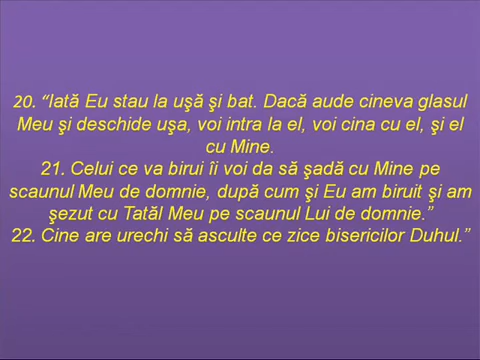 20. “Iată Eu stau la uşă şi bat. Dacă aude cineva glasul
Meu şi deschide uşa, voi intra la el, voi cina cu el, şi el
cu Mine.
21. Celui ce va birui îi voi da să şadă cu Mine pe
scaunul Meu de domnie, după cum şi Eu am biruit şi am
şezut cu Tatăl Meu pe scaunul Lui de domnie.”
22. Cine are urechi să asculte ce zice bisericilor Duhul.”